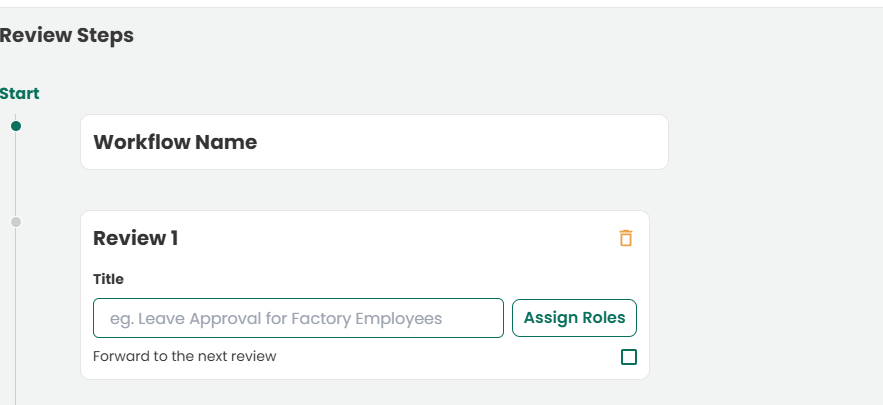 Review Steps
Start
Workflow Name
Review 1
Title
eg. Leave Approval for Factory Employees
Assign Roles
Forward to the next review